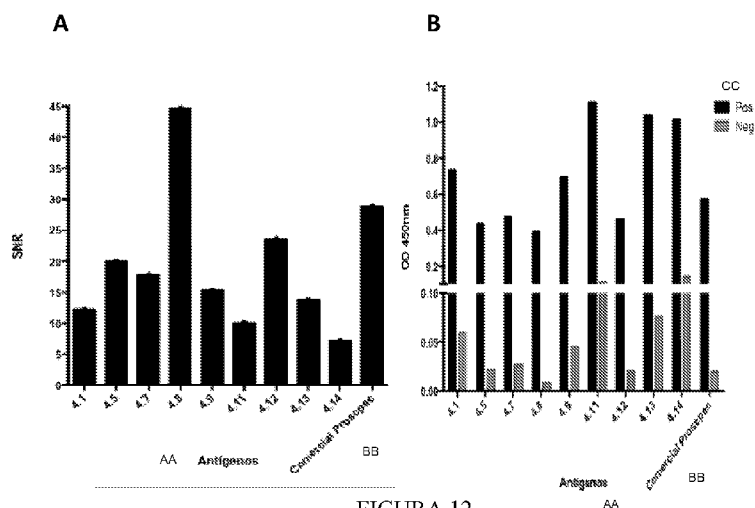 A
B
SNR
45
40
35
30
25
20
15
10
5
0
4.1
4.5
4.7
4.8
4.9
4.11
4.12
4.13
4.14
Comercial Prosopec
AA
Antígenos
BB
OD 450nm
1.2
1.0
0.8
0.6
0.4
0.2
0.10
0.05
0.00
CC
Pos
Neg
4.1
4.5
4.7
4.8
4.9
4.11
4.12
4.13
4.14
Comercial Prosopec
Antígenos
AA
BB
FIGURA 12